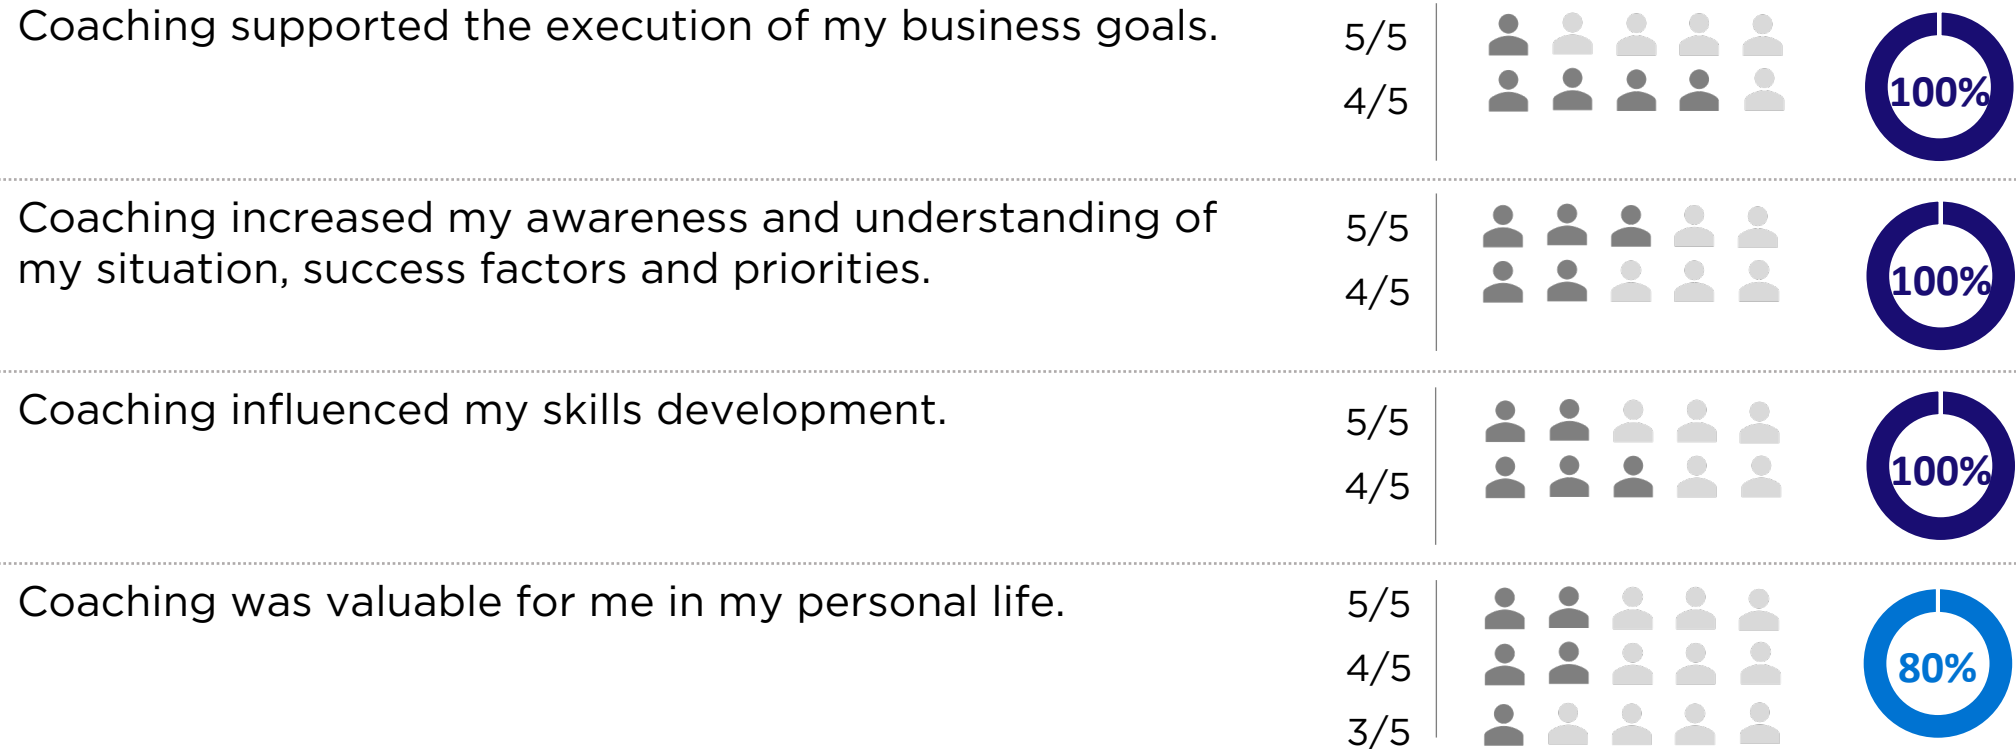 Coaching supported the execution of my business goals.
5/5
4/5
100%
Coaching increased my awareness and understanding of
my situation, success factors and priorities.
5/5
4/5
100%
Coaching influenced my skills development.
5/5
4/5
100%
Coaching was valuable for me in my personal life.
5/5
4/5
3/5
80%